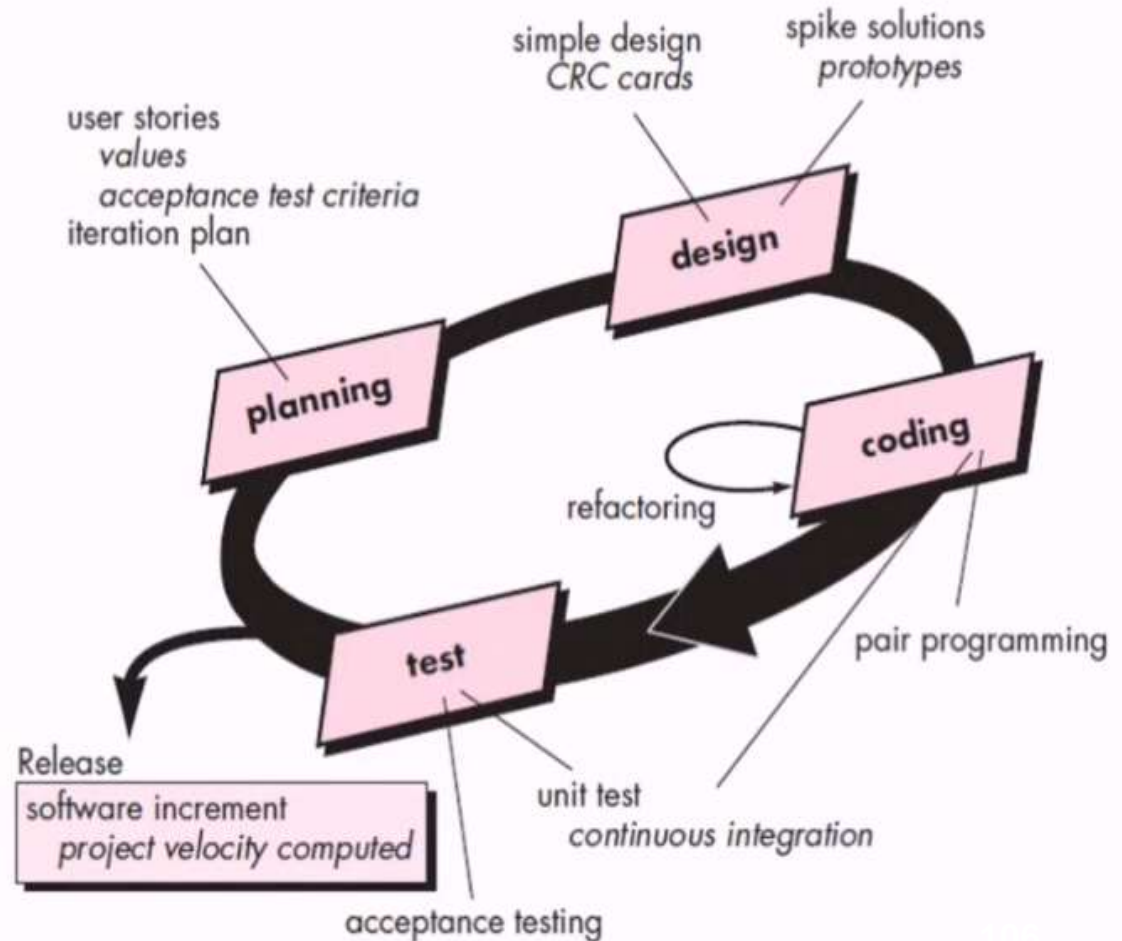 simple design
CRC cards
spike solutions
prototypes
user stories
values
acceptance test criteria
iteration plan
design
planning
coding
refactoring
pair programming
test
Release
software increment
project velocity computed
unit test
continuous integration
acceptance testing